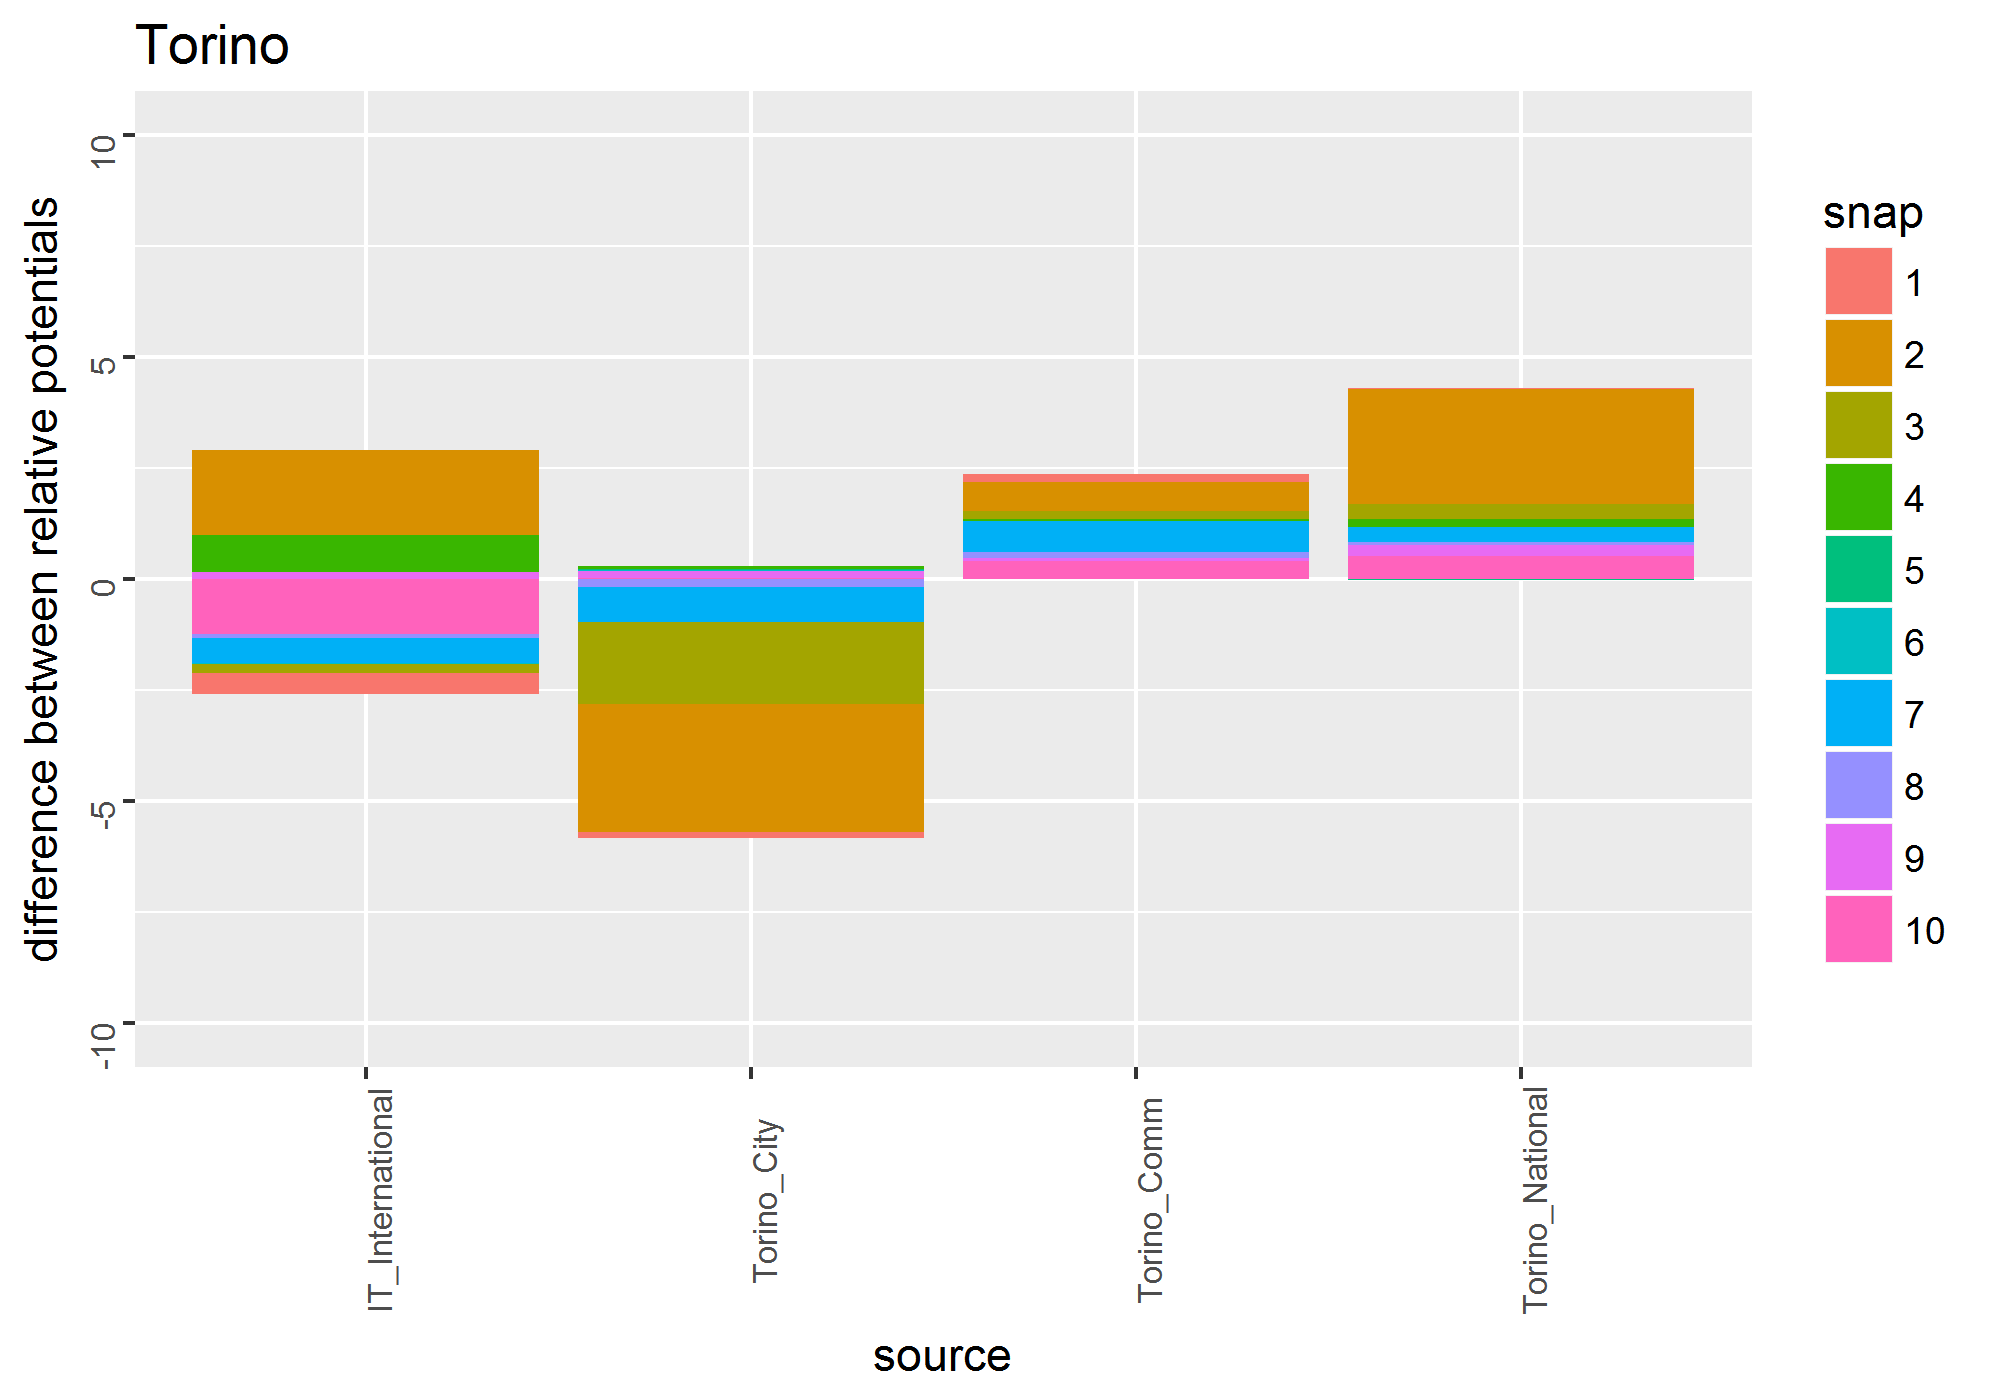 Torino
difference between relative potentials
10
5
0
-5
-10
IT_International
Torino_City
Torino_Comm
Torino_National
source
snap
1
2
3
4
5
6
7
8
9
10